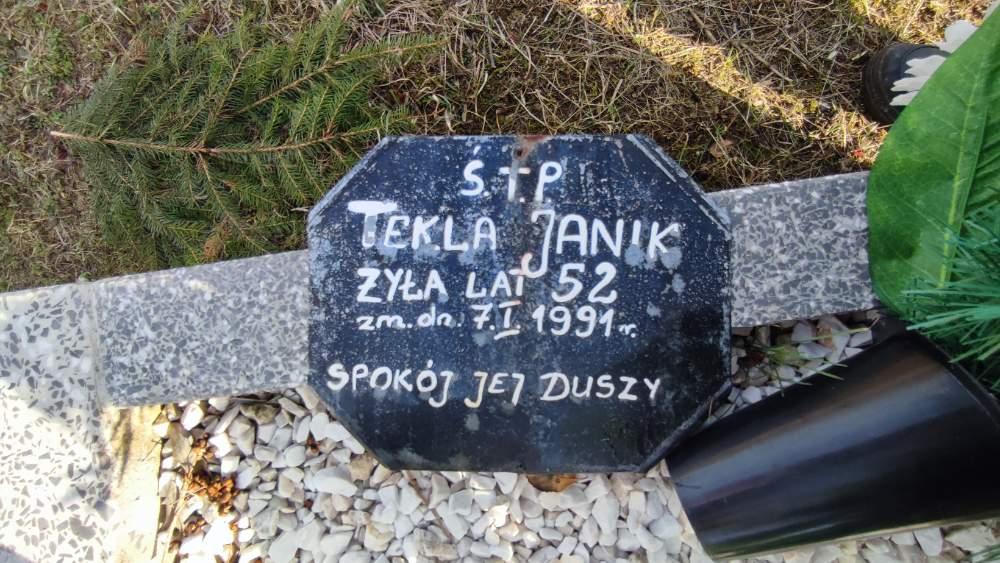 Ś.†.P
TEKLA JANIK
ŻYŁA LAT 52
zm. dn. 7.I. 1991 r.
SPOKÓJ JEJ DUSZY